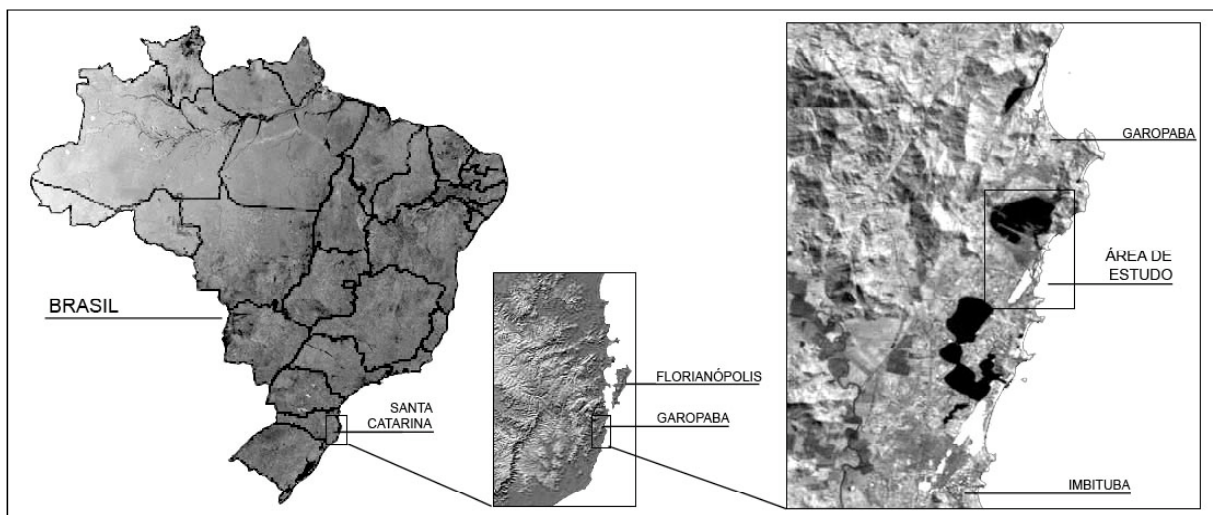 BRASIL
SANTA
CATARINA
FLORIANÓPOLIS
GAROPABA
GAROPABA
ÁREA DE
ESTUDO
IMBITUBA